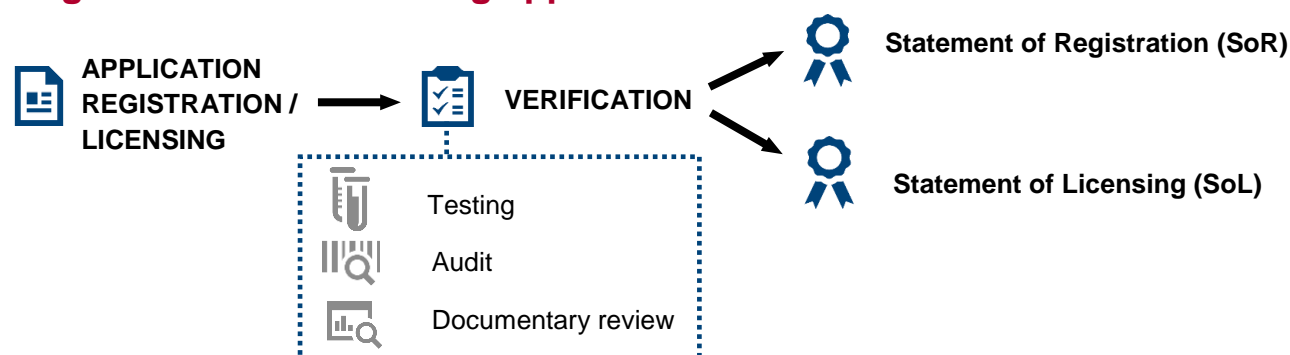 APPLICATION
REGISTRATION /
LICENSING
VERIFICATION
Statement of Registration (SoR)
Statement of Licensing (SoL)
Testing
Audit
Documentary review